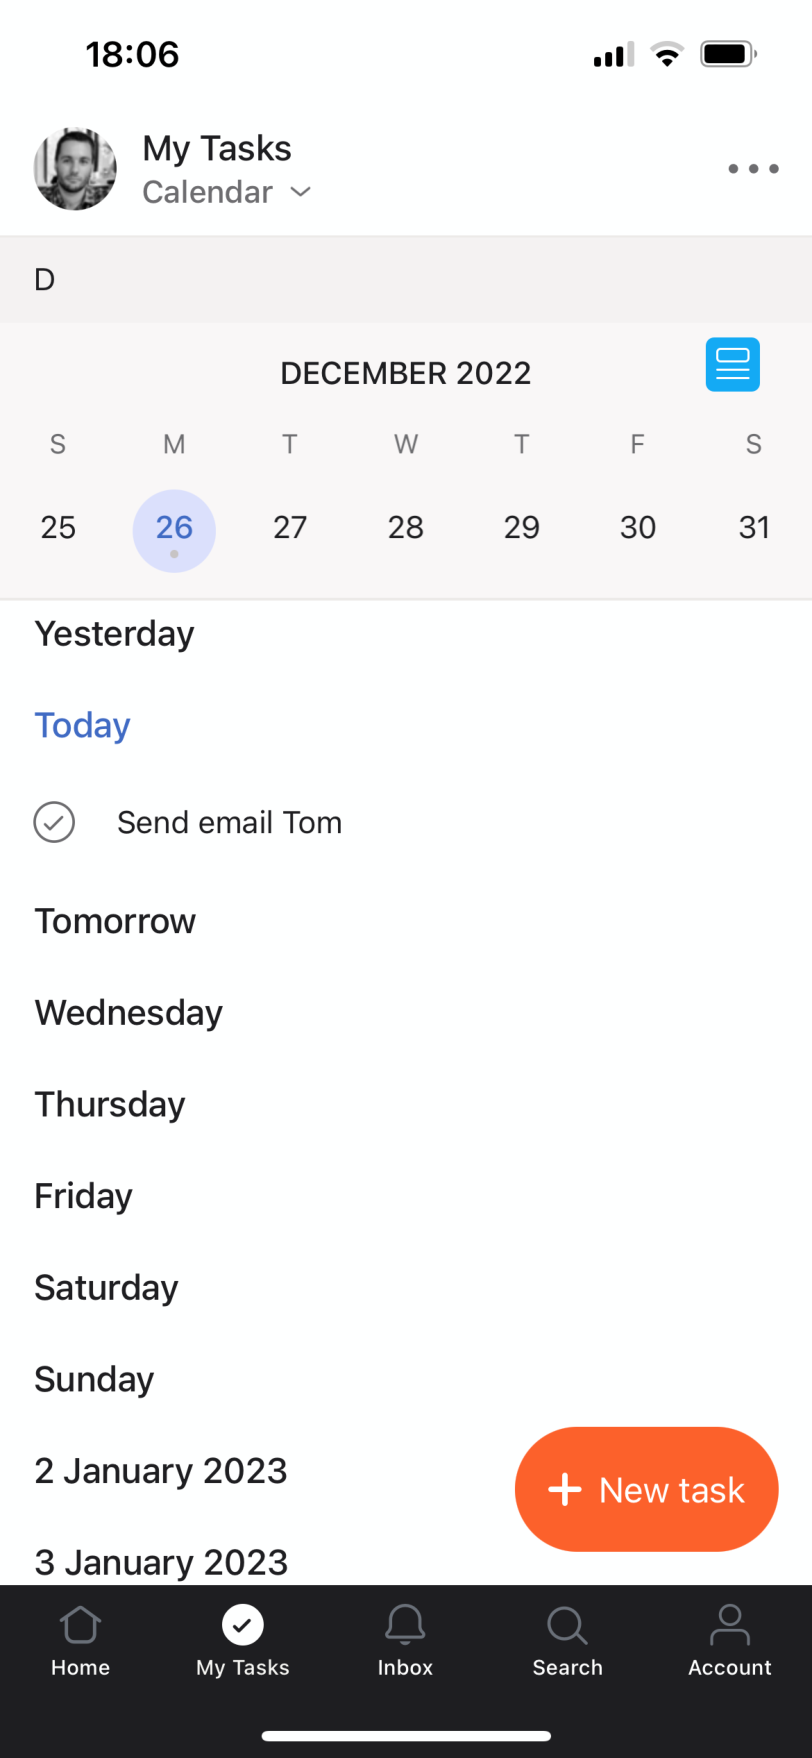 18:06
My Tasks
Calendar
D
DECEMBER 2022
S M T W T F S
25 26 27 28 29 30 31
Yesterday
Today
Send email Tom
Tomorrow
Wednesday
Thursday
Friday
Saturday
Sunday
2 January 2023
+ New task
3 January 2023
Home My Tasks Inbox Search Account